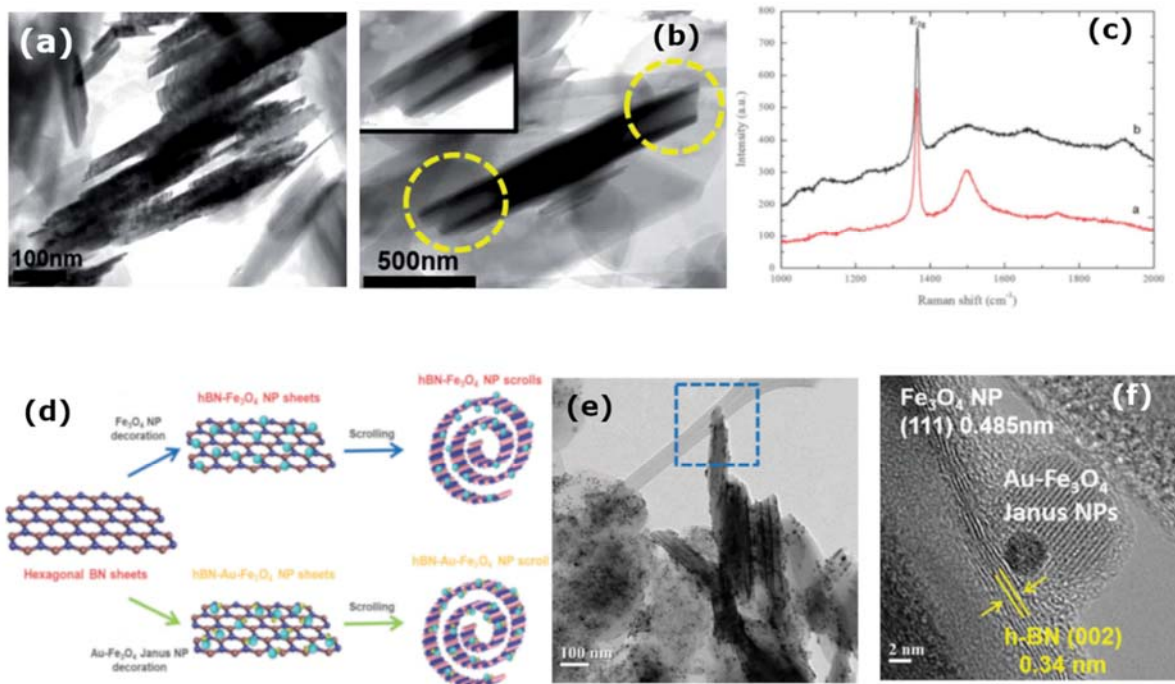 (a)
100nm
(b)
500nm
(c)
E₂g
800
700
600
500
400
300
200
100
0
Intensity (a.u.)
b
a
1000
1200
1400
1600
1800
2000
Raman shift (cm⁻¹)
(d)
hBN-Fe₃O₄ NP sheets
hBN-Fe₃O₄ NP scrolls
Fe₃O₄ NP
decoration
Scrolling
Hexagonal BN sheets
hBN-Au-Fe₃O₄ NP sheets
hBN-Au-Fe₃O₄ NP scroll
Scrolling
Au-Fe₃O₄ Janus NP
decoration
(e)
100 nm
(f)
Fe₃O₄ NP
(111) 0.485nm
Au-Fe₃O₄
Janus NPs
h-BN (002)
0.34 nm
2 nm